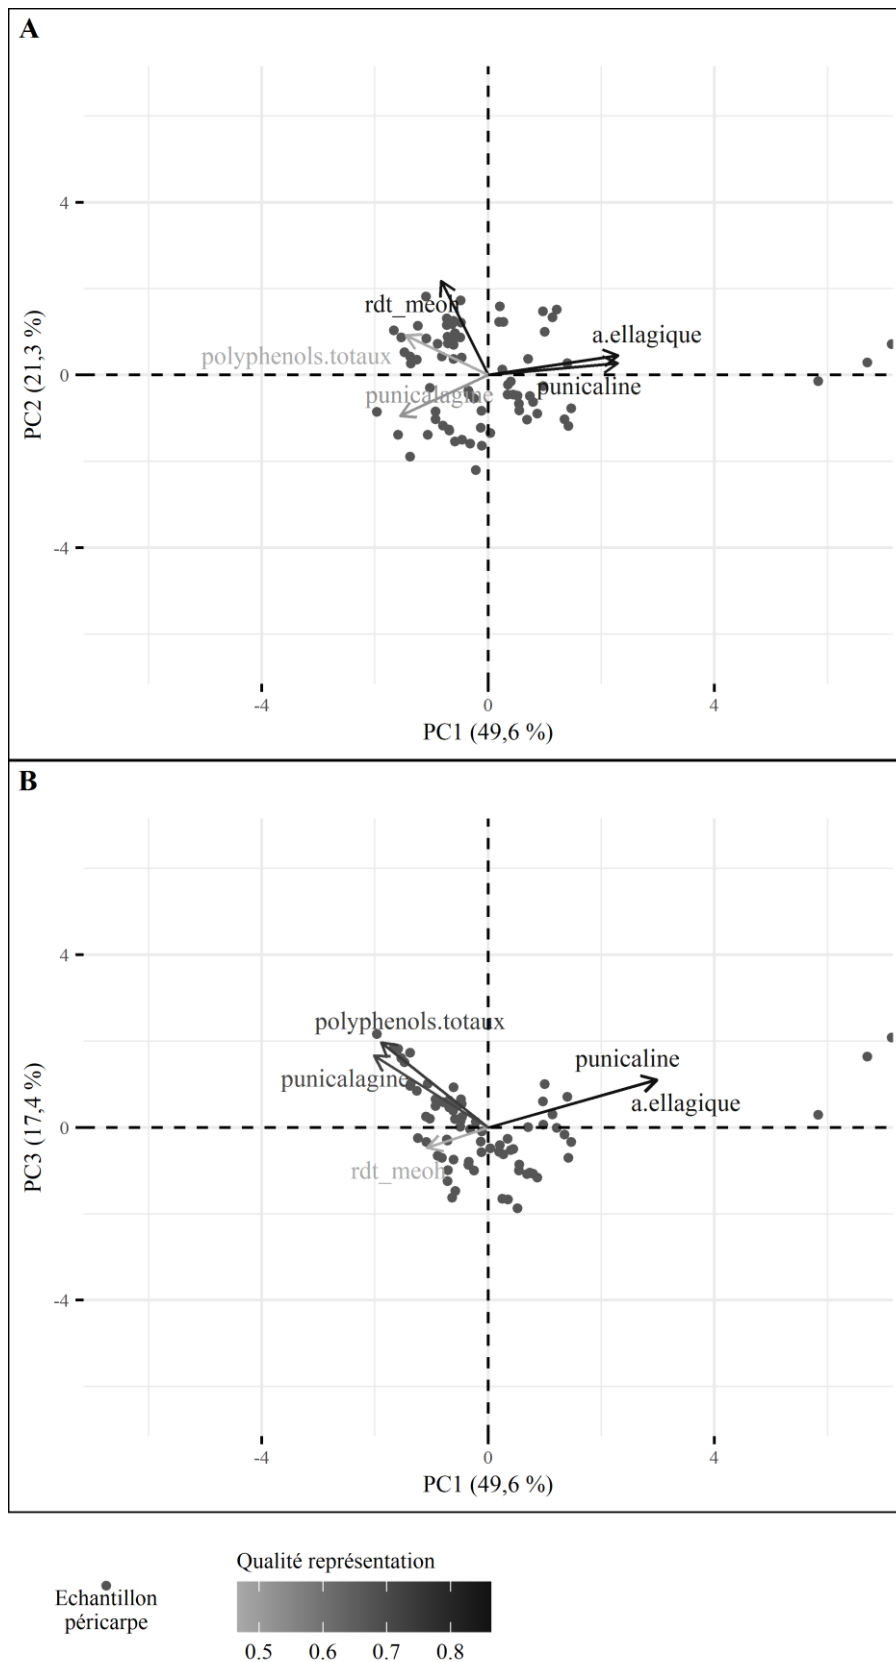 A
4
rdt_meoh
a.ellagique
polyphenols.totaux
0
punicaline
punicalagine
PC2 (21,3 %)
-4
-4
0
4
PC1 (49,6 %)
B
4
polyphenols.totaux
punicaline
punicalagine
a.ellagique
0
rdt_meoh
PC3 (17,4 %)
-4
-4
0
4
PC1 (49,6 %)
Qualité représentation
Echantillon
péricarpe
0.5 0.6 0.7 0.8